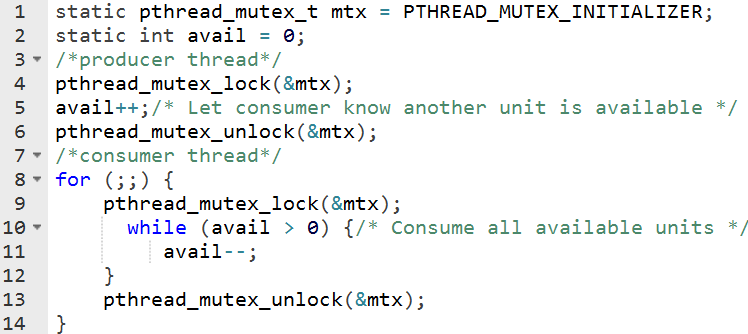 1 static pthread_mutex_t mtx = PTHREAD_MUTEX_INITIALIZER;
2 static int avail = 0;
3 /*producer thread*/
4 pthread_mutex_lock(&mtx);
5 avail++;/* Let consumer know another unit is available */
6 pthread_mutex_unlock(&mtx);
7 /*consumer thread*/
8 for (;;) {
9     pthread_mutex_lock(&mtx);
10       while (avail > 0) {/* Consume all available units */
11          avail--;
12     }
13     pthread_mutex_unlock(&mtx);
14 }